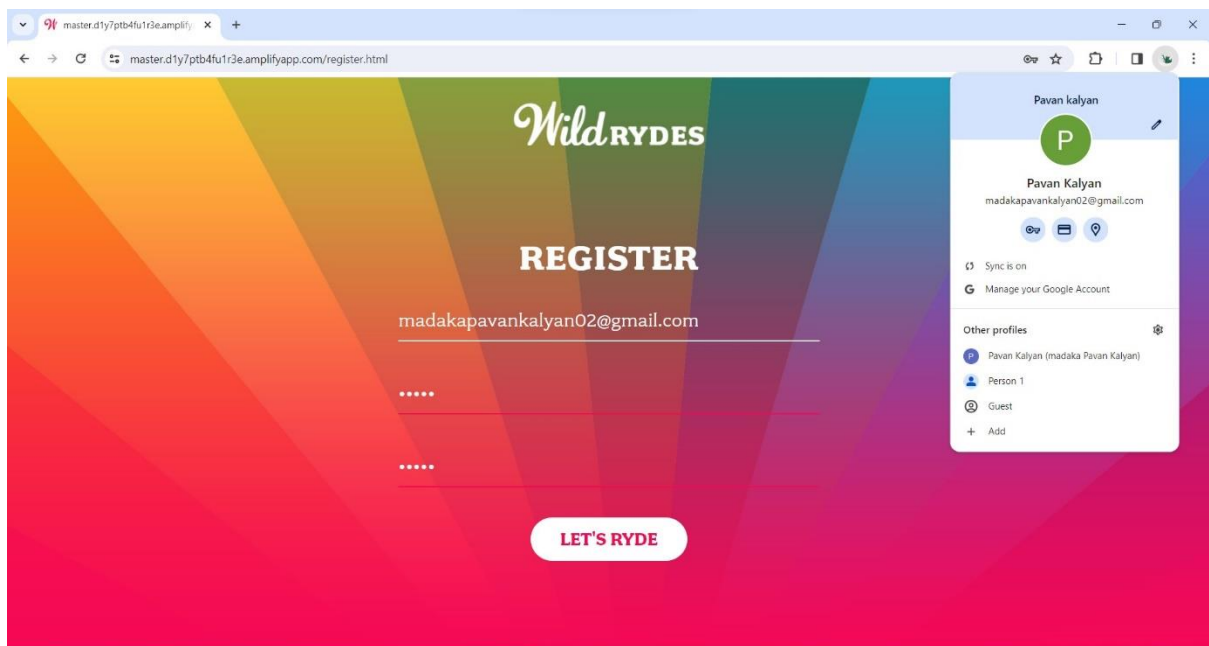 master.d1y7ptb4fu1r3e.amplify
master.d1y7ptb4fu1r3e.amplifyapp.com/register.html
Wild RYDES
REGISTER
madakapavankalyan02@gmail.com
•••••
•••••
LET'S RYDE
Pavan kalyan
P
Pavan Kalyan
madakapavankalyan02@gmail.com
Sync is on
G Manage your Google Account
Other profiles
P Pavan Kalyan (madaka Pavan Kalyan)
Person 1
Guest
+ Add